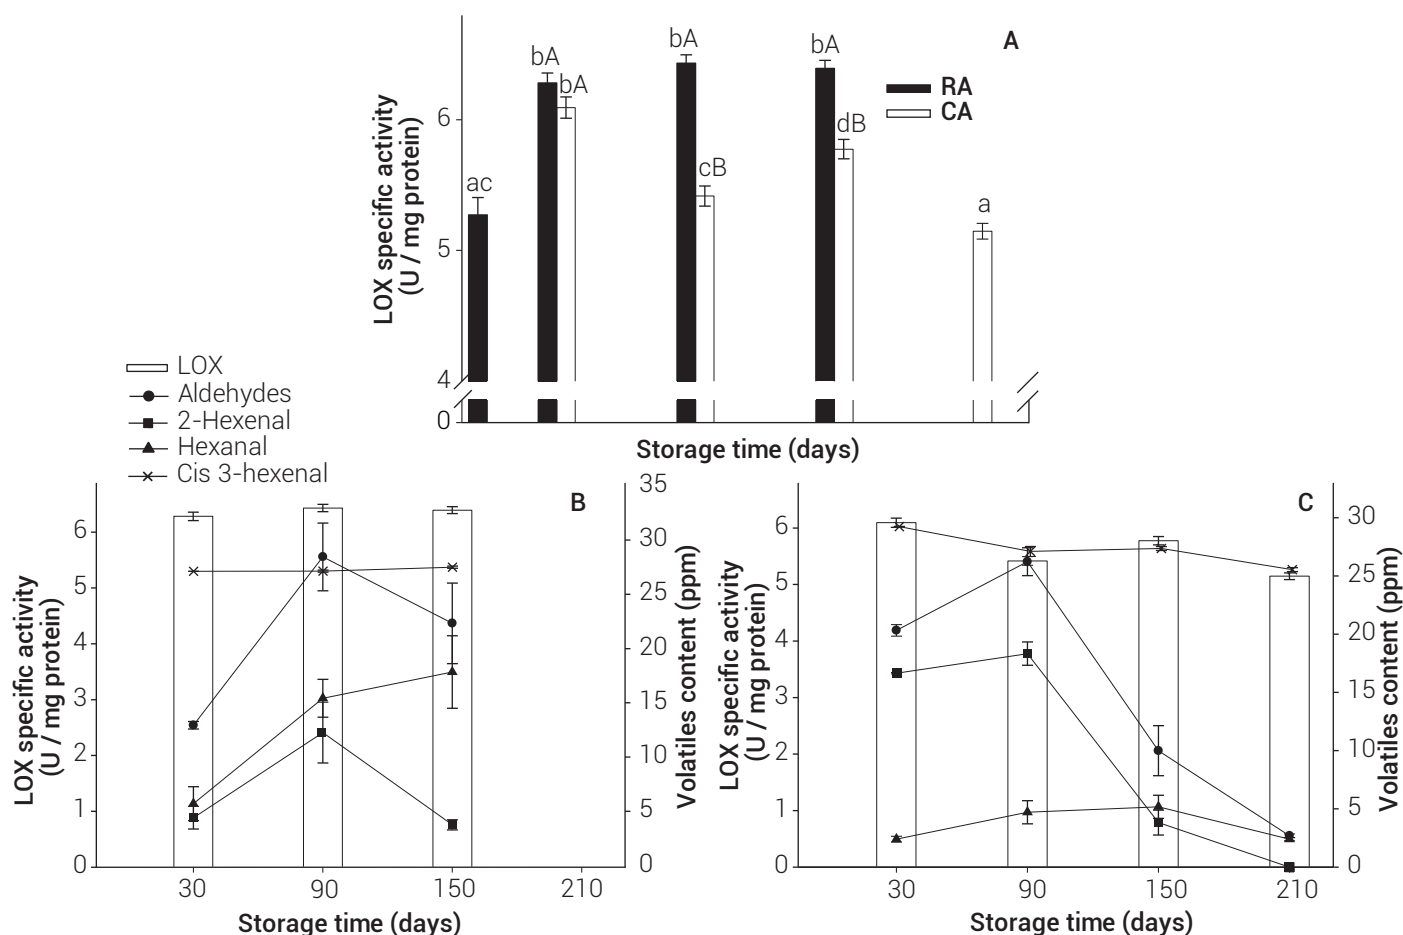 A
bA
bA
bA
bA
RA
CA
6
dB
cB
ac
a
5
4
0
LOX specific activity
(U / mg protein)
Storage time (days)
LOX
Aldehydes
2-Hexenal
Hexanal
Cis 3-hexenal
B
6
5
4
3
2
1
0
LOX specific activity
(U / mg protein)
35
30
25
20
15
10
5
0
Volatiles content (ppm)
30 90 150 210
Storage time (days)
C
6
5
4
3
2
1
0
LOX specific activity
(U / mg protein)
30
25
20
15
10
5
0
Volatiles content (ppm)
30 90 150 210
Storage time (days)